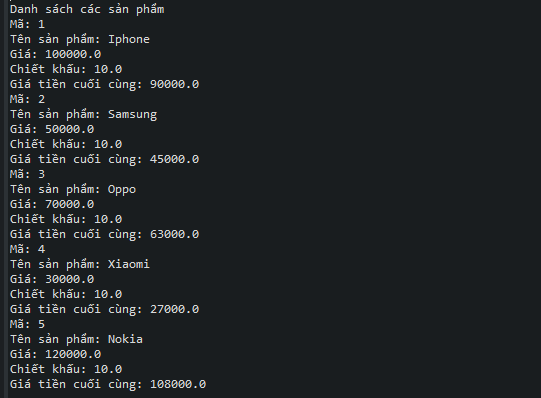 Danh sách các sản phẩm
Mã: 1
Tên sản phẩm: Iphone
Giá: 100000.0
Chiết khấu: 10.0
Giá tiền cuối cùng: 90000.0
Mã: 2
Tên sản phẩm: Samsung
Giá: 50000.0
Chiết khấu: 10.0
Giá tiền cuối cùng: 45000.0
Mã: 3
Tên sản phẩm: Oppo
Giá: 70000.0
Chiết khấu: 10.0
Giá tiền cuối cùng: 63000.0
Mã: 4
Tên sản phẩm: Xiaomi
Giá: 30000.0
Chiết khấu: 10.0
Giá tiền cuối cùng: 27000.0
Mã: 5
Tên sản phẩm: Nokia
Giá: 120000.0
Chiết khấu: 10.0
Giá tiền cuối cùng: 108000.0